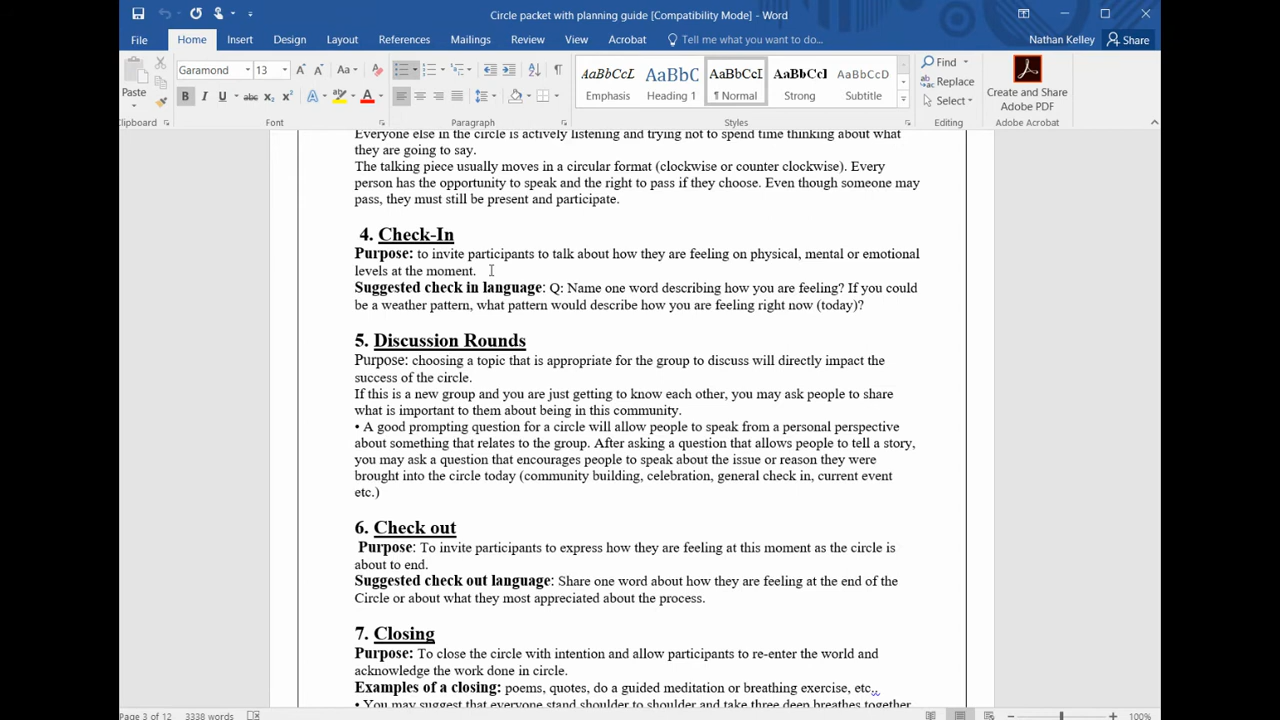 Circle packet with planning guide [Compatibility Mode] - Word
File Home Insert Design Layout References Mailings Review View Acrobat Tell me what you want to do... Nathan Kelley Share
Paste
Garamond 13 Aa
B I U abc x₂ x² A A
AaBbCcI Emphasis
AaBbC Heading 1
AaBbCcI ¶ Normal
AaBbCcl Strong
AaBbCcD Subtitle
Find
Replace
Select
Create and Share
Adobe PDF
Clipboard Font Paragraph Styles Editing Adobe Acrobat
Everyone else in the circle is actively listening and trying not to spend time thinking about what
they are going to say.
The talking piece usually moves in a circular format (clockwise or counter clockwise). Every
person has the opportunity to speak and the right to pass if they choose. Even though someone may
pass, they must still be present and participate.
4. Check-In
Purpose: to invite participants to talk about how they are feeling on physical, mental or emotional
levels at the moment.
Suggested check in language: Q: Name one word describing how you are feeling? If you could
be a weather pattern, what pattern would describe how you are feeling right now (today)?
5. Discussion Rounds
Purpose: choosing a topic that is appropriate for the group to discuss will directly impact the
success of the circle.
If this is a new group and you are just getting to know each other, you may ask people to share
what is important to them about being in this community.
• A good prompting question for a circle will allow people to speak from a personal perspective
about something that relates to the group. After asking a question that allows people to tell a story,
you may ask a question that encourages people to speak about the issue or reason they were
brought into the circle today (community building, celebration, general check in, current event
etc.)
6. Check out
Purpose: To invite participants to express how they are feeling at this moment as the circle is
about to end.
Suggested check out language: Share one word about how they are feeling at the end of the
Circle or about what they most appreciated about the process.
7. Closing
Purpose: To close the circle with intention and allow participants to re-enter the world and
acknowledge the work done in circle.
Examples of a closing: poems, quotes, do a guided meditation or breathing exercise, etc..
• You may suggest that everyone stand shoulder to shoulder and take three deep breathes together
Page 3 of 12 3338 words 100%